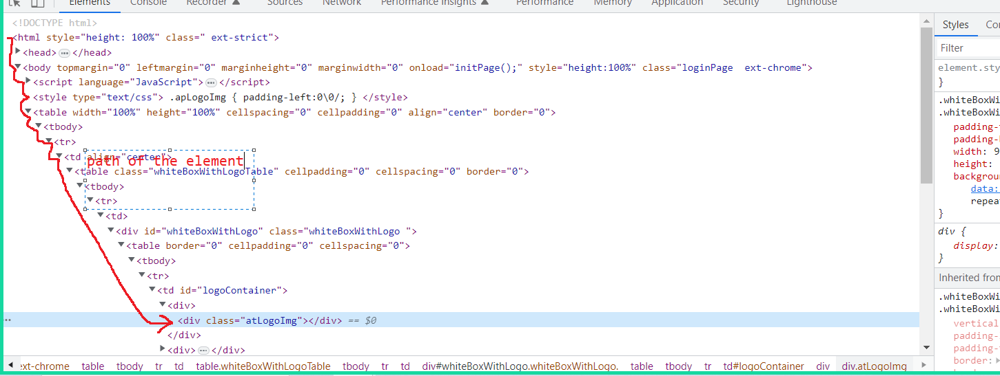 Elements Console Recorder Sources Network Performance Insights Performance Memory Application Security Lighthouse
<!DOCTYPE html>
<html style="height: 100%" class=" ext-strict">
<head> ••• </head>
<body topmargin="0" leftmargin="0" marginheight="0" marginwidth="0" onload="initPage();" style="height:100%" class="loginPage  ext-chrome">
<script language="JavaScript"> ••• </script>
<style type="text/css"> .apLogoImg { padding-left:0\0/; } </style>
<table width="100%" height="100%" cellspacing="0" cellpadding="0" align="center" border="0">
<tbody>
<tr>
<td align="center">
path of the element
<table class="whiteBoxWithLogoTable" cellpadding="0" cellspacing="0" border="0">
<tbody>
<tr>
<td>
<div id="whiteBoxWithLogo" class="whiteBoxWithLogo ">
<table border="0" cellpadding="0" cellspacing="0">
<tbody>
<tr>
<td id="logoContainer">
<div>
<div class="atLogoImg"></div> == $0
</div>
<div> ••• </div>
ext-chrome table tbody tr td table.whiteBoxWithLogoTable tbody tr td div#whiteBoxWithLogo.whiteBoxWithLogo. table tbody tr td#logoContainer div div.atLogoImg
Styles Co
Filter
element.sty
}
.whiteBoxWi
.whiteBoxWi
padding-
padding-
width: 9
height:
backgroun
data:
repea
}
div {
display:
}
Inherited from
.whiteBoxWi
.whiteBoxWi
vertical
padding-
padding-
border: